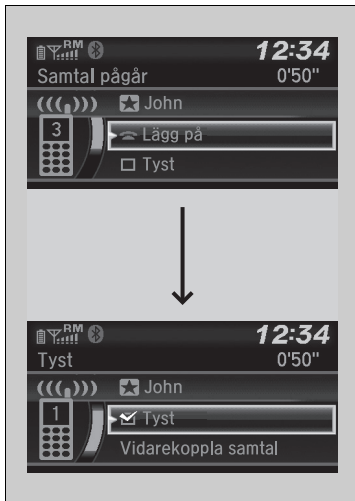 RM 12:34
Samtal pågår 0'50"
John
3
Lägg på
Tyst
RM 12:34
Tyst 0'50"
John
1
Tyst
Vidarekoppla samtal